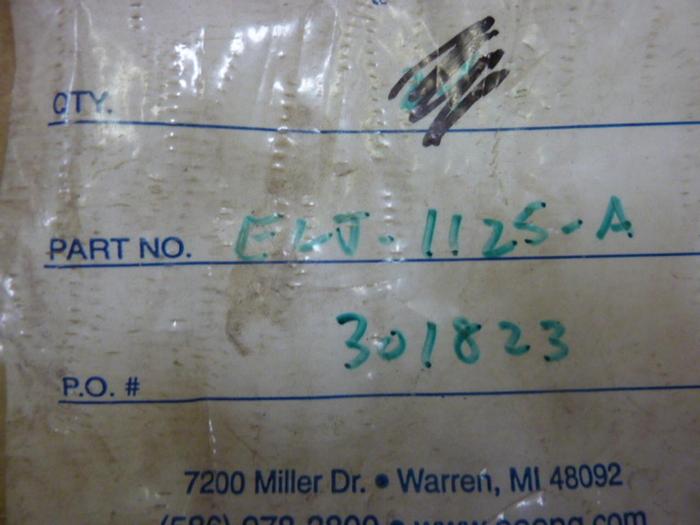 QTY.
PART NO. ELJ-1125-A
301823
P.O. #
7200 Miller Dr. • Warren, MI 48092